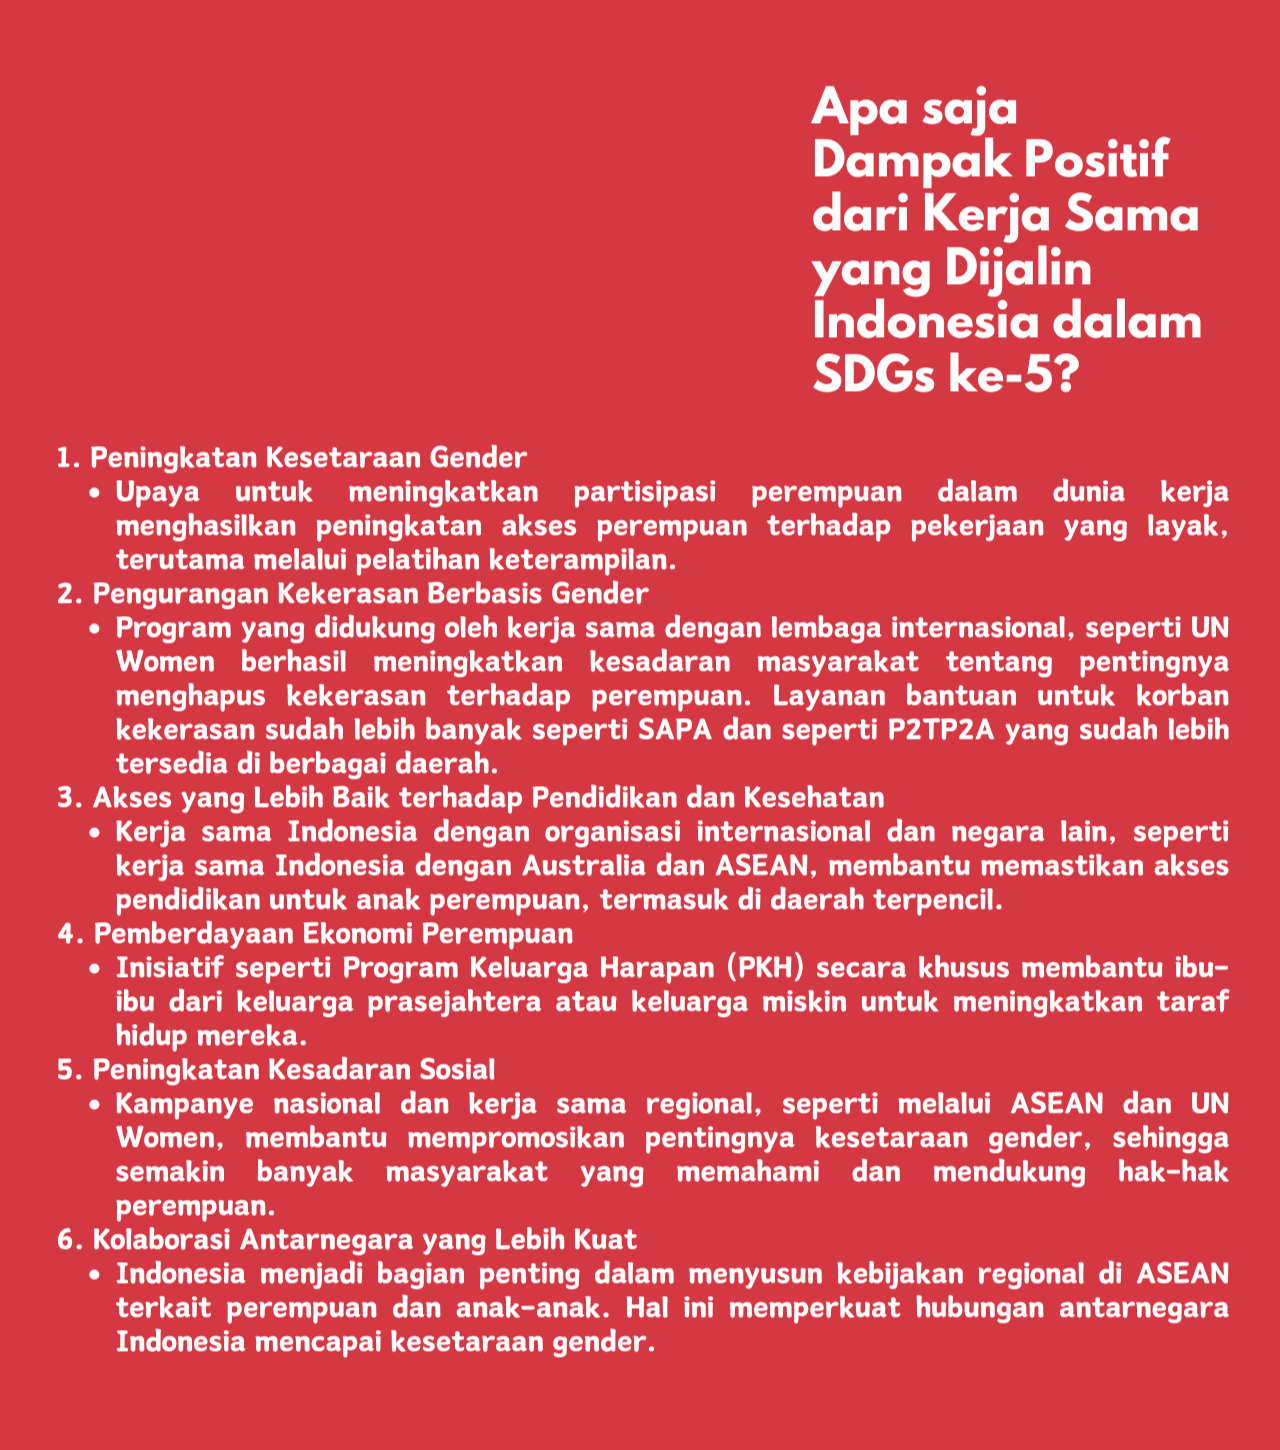 Apa saja
Dampak Positif
dari Kerja Sama
yang Dijalin
Indonesia dalam
SDGs ke-5?
1. Peningkatan Kesetaraan Gender
• Upaya untuk meningkatkan partisipasi perempuan dalam dunia kerja
menghasilkan peningkatan akses perempuan terhadap pekerjaan yang layak,
terutama melalui pelatihan keterampilan.
2. Pengurangan Kekerasan Berbasis Gender
• Program yang didukung oleh kerja sama dengan lembaga internasional, seperti UN
Women berhasil meningkatkan kesadaran masyarakat tentang pentingnya
menghapus kekerasan terhadap perempuan. Layanan bantuan untuk korban
kekerasan sudah lebih banyak seperti SAPA dan seperti P2TP2A yang sudah lebih
tersedia di berbagai daerah.
3. Akses yang Lebih Baik terhadap Pendidikan dan Kesehatan
• Kerja sama Indonesia dengan organisasi internasional dan negara lain, seperti
kerja sama Indonesia dengan Australia dan ASEAN, membantu memastikan akses
pendidikan untuk anak perempuan, termasuk di daerah terpencil.
4. Pemberdayaan Ekonomi Perempuan
• Inisiatif seperti Program Keluarga Harapan (PKH) secara khusus membantu ibu-
ibu dari keluarga prasejahtera atau keluarga miskin untuk meningkatkan taraf
hidup mereka.
5. Peningkatan Kesadaran Sosial
• Kampanye nasional dan kerja sama regional, seperti melalui ASEAN dan UN
Women, membantu mempromosikan pentingnya kesetaraan gender, sehingga
semakin banyak masyarakat yang memahami dan mendukung hak-hak
perempuan.
6. Kolaborasi Antarnegara yang Lebih Kuat
• Indonesia menjadi bagian penting dalam menyusun kebijakan regional di ASEAN
terkait perempuan dan anak-anak. Hal ini memperkuat hubungan antarnegara
Indonesia mencapai kesetaraan gender.